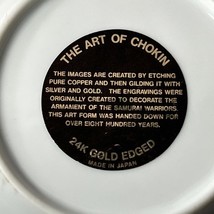 THE ART OF CHOKIN
THE IMAGES ARE CREATED BY ETCHING
PURE COPPER AND THEN GILDING IT WITH
SILVER AND GOLD. THE ENGRAVINGS WERE
ORIGINALLY CREATED TO DECORATE THE
ARMAMENT OF THE SAMURAI WARRIORS.
THIS ART FORM WAS HANDED DOWN FOR
OVER EIGHT HUNDRED YEARS.
24K GOLD EDGED
MADE IN JAPAN